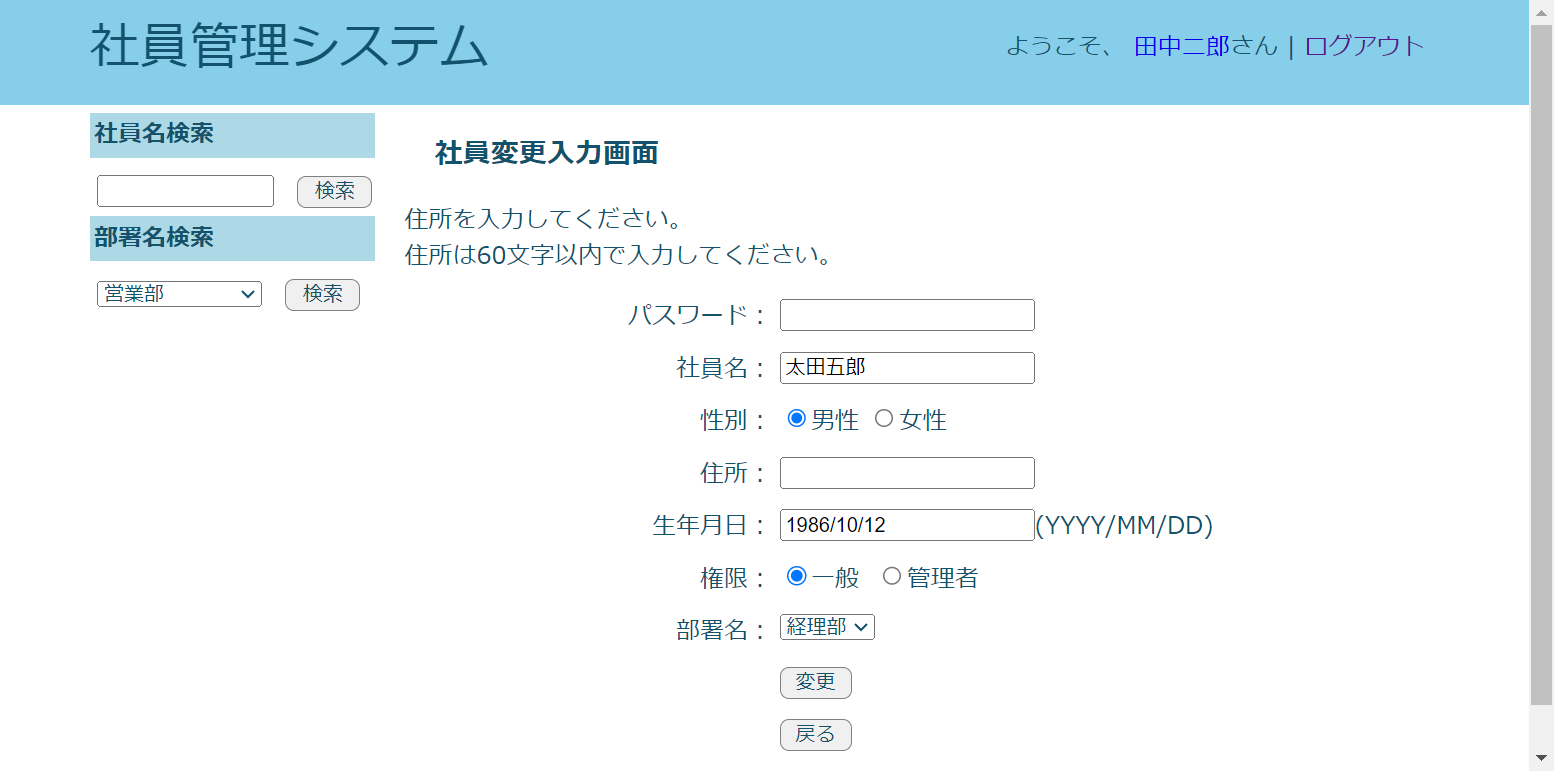 社員管理システム
ようこそ、 田中二郎さん | ログアウト
社員名検索
検索
部署名検索
営業部
検索
社員変更入力画面
住所を入力してください。
住所は60文字以内で入力してください。
パスワード：
社員名： 太田五郎
性別： 男性 女性
住所：
生年月日： 1986/10/12(YYYY/MM/DD)
権限： 一般 管理者
部署名： 経理部
変更
戻る